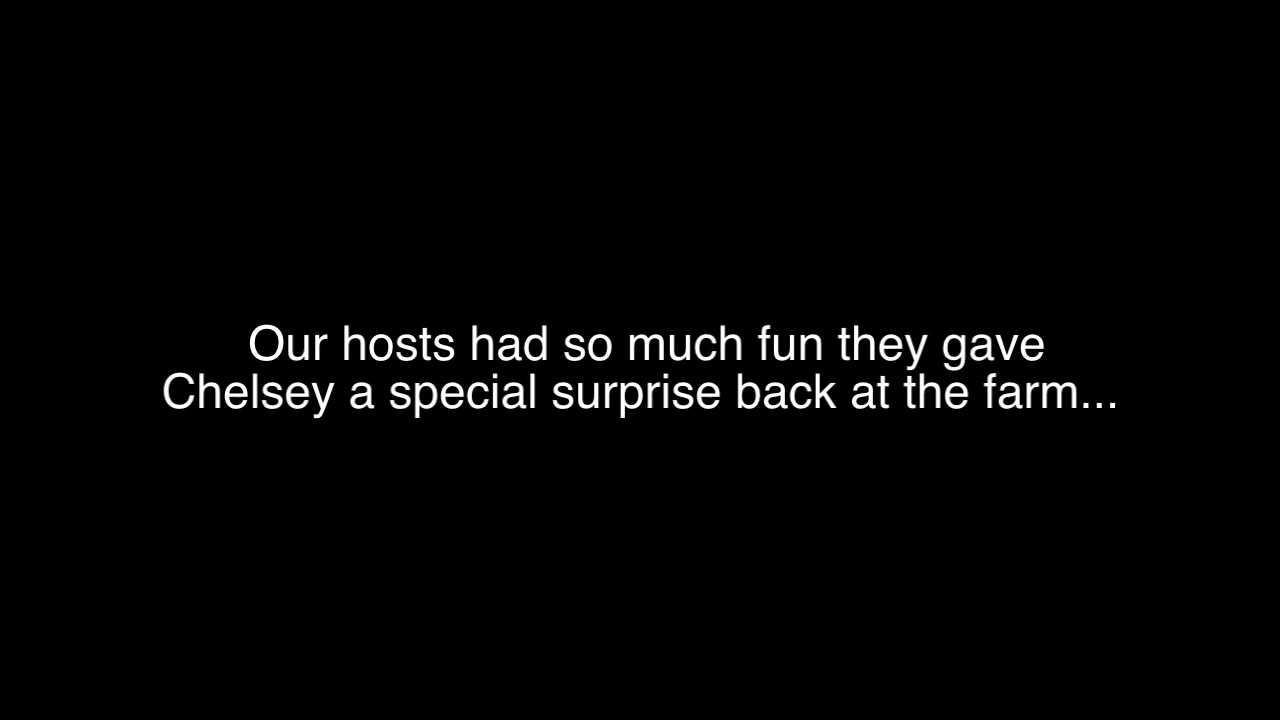 Our hosts had so much fun they gave
Chelsey a special surprise back at the farm...